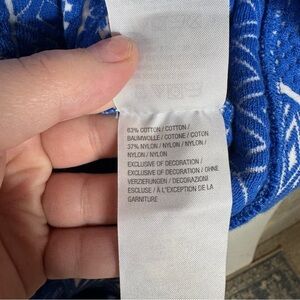 63% COTTON / COTTON /
BAUMWOLLE / COTONE / COTON
37% NYLON / NYLON / NYLON /
NYLON / NYLON
EXCLUSIVE OF DECORATION /
EXCLUSIVE OF DECORATION / OHNE
VERZIERUNGEN / DECORAZIONI
ESCLUSE / À L'EXCEPTION DE LA
GARNITURE